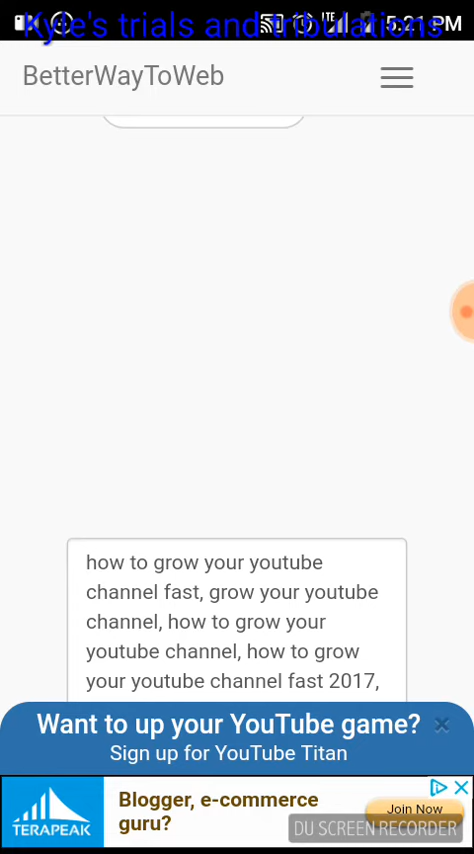 Kyle's trials and tribulations
LTE 5:21 PM
BetterWayToWeb
how to grow your youtube
channel fast, grow your youtube
channel, how to grow your
youtube channel, how to grow
your youtube channel fast 2017,
Want to up your YouTube game?
Sign up for YouTube Titan
TERAPEAK
Blogger, e-commerce
guru?
Join Now
DU SCREEN RECORDER